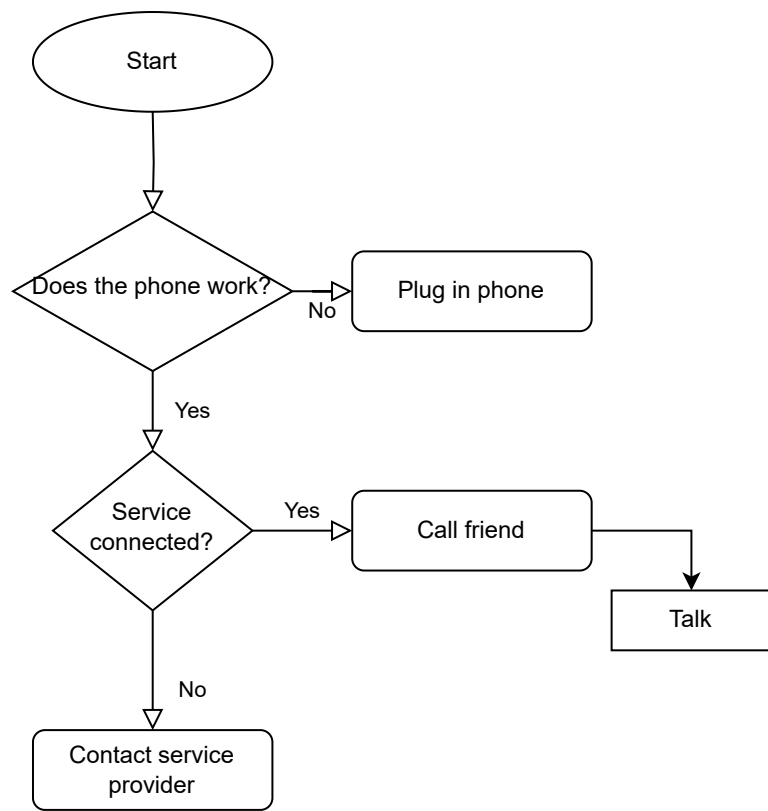 Start
Does the phone work?
Plug in phone
No
Yes
Service
connected?
Yes
Call friend
Talk
No
Contact service
provider